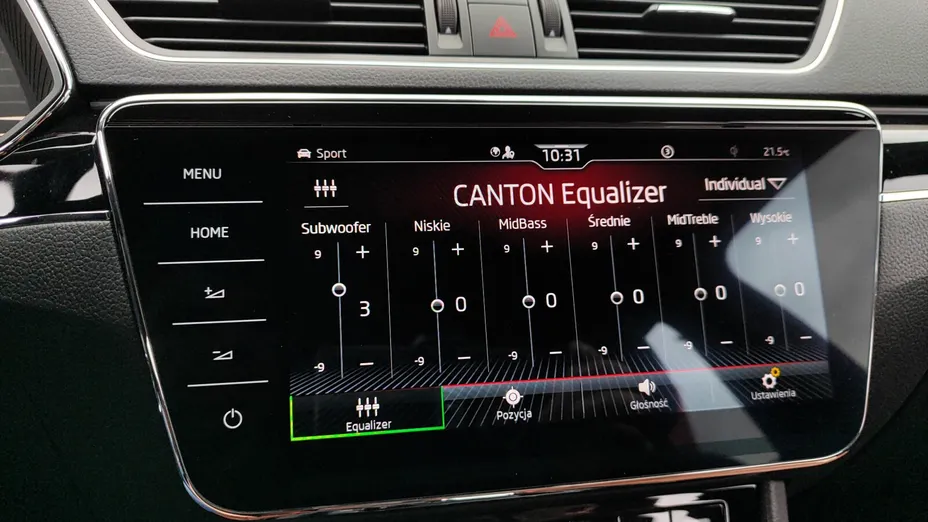 MENU
HOME
Sport
10:31
21.5°C
CANTON Equalizer
Individual
Subwoofer Niskie MidBass Średnie MidTreble Wysokie
9 + 9 + 9 + 9 + 9 + 9 +
3 0 0 0 0 0
-9 - -9 - -9 - -9 - -9 - -9 -
Equalizer Pozycja Głośność Ustawienia